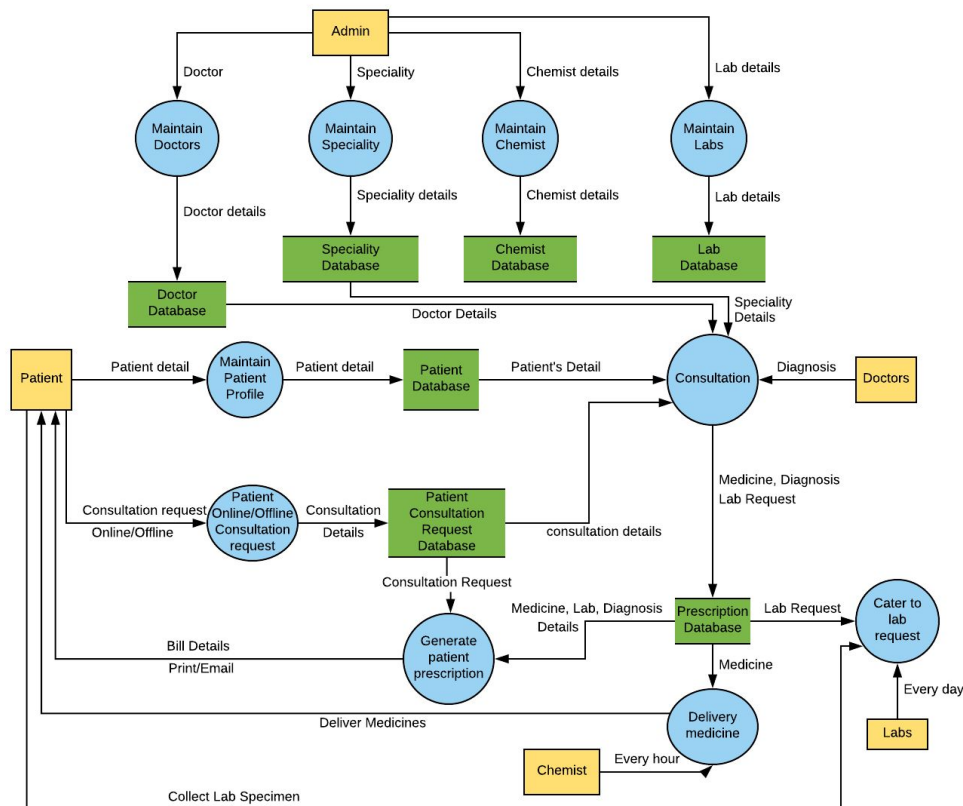 Admin
Doctor
Speciality
Chemist details
Lab details
Maintain
Doctors
Maintain
Speciality
Maintain
Chemist
Maintain
Labs
Doctor details
Speciality details
Chemist details
Lab details
Speciality
Database
Chemist
Database
Lab
Database
Doctor
Database
Doctor Details
Speciality
Details
Patient
Patient detail
Maintain
Patient
Profile
Patient detail
Patient
Database
Patient's Detail
Consultation
Diagnosis
Doctors
Medicine, Diagnosis
Lab Request
Consultation request
Online/Offline
Patient
Online/Offline
Consultation
request
Consultation
Details
Patient
Consultation
Request
Database
consultation details
Consultation Request
Medicine, Lab, Diagnosis
Details
Prescription
Database
Lab Request
Cater to
lab
request
Bill Details
Print/Email
Generate
patient
prescription
Medicine
Every day
Deliver Medicines
Delivery
medicine
Labs
Chemist
Every hour
Collect Lab Specimen